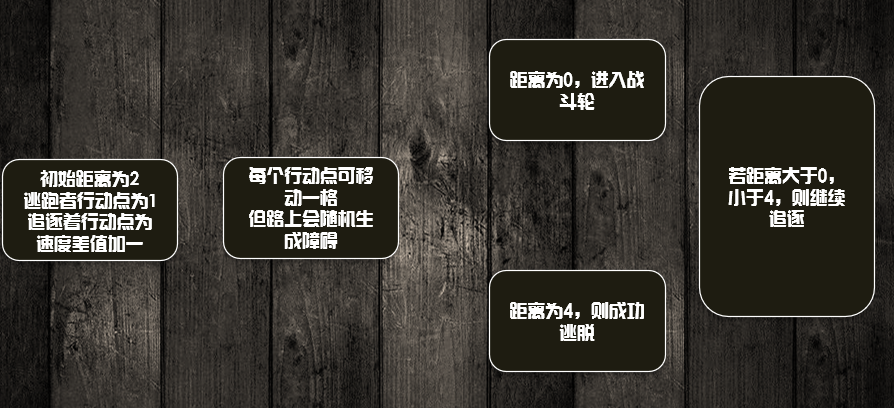 初始距离为2
逃跑者行动点为1
追逐着行动点为
速度差值加一
每个行动点可移
动一格
但路上会随机生
成障碍
距离为0，进入战
斗轮
距离为4，则成功
逃脱
若距离大于0，
小于4，则继续
追逐